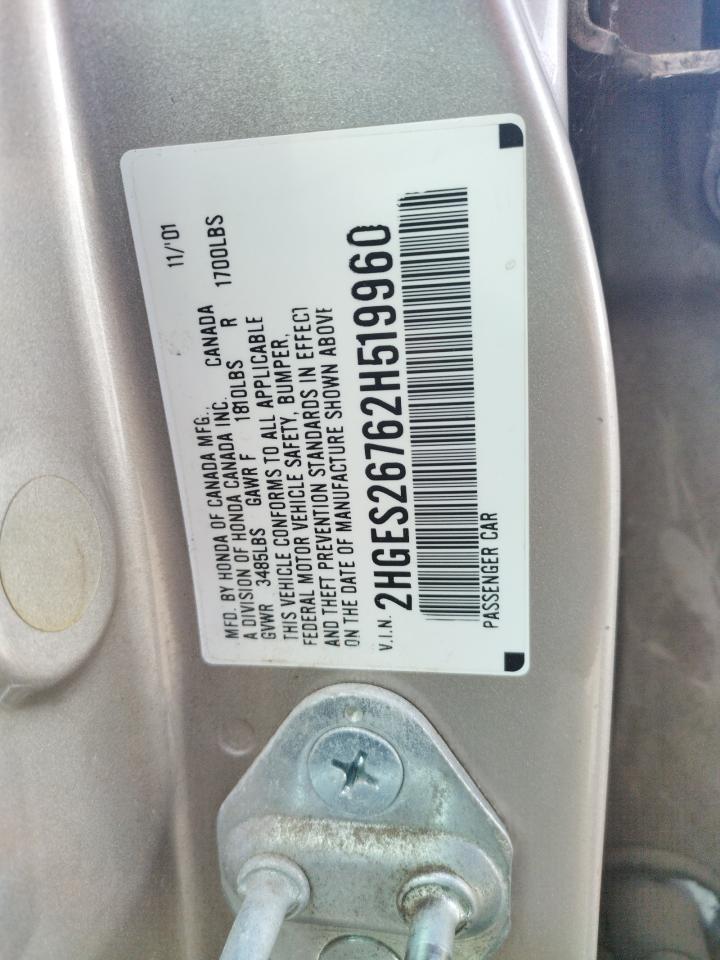 11/'01
MFD. BY HONDA OF CANADA MFG., CANADA
A DIVISION OF HONDA CANADA INC.
GVWR 3485LBS GAWR F 1810LBS R 1700LBS
THIS VEHICLE CONFORMS TO ALL APPLICABLE
FEDERAL MOTOR VEHICLE SAFETY, BUMPER,
AND THEFT PREVENTION STANDARDS IN EFFECT
ON THE DATE OF MANUFACTURE SHOWN ABOVE
V.I.N. 2HGES26762H519960
PASSENGER CAR